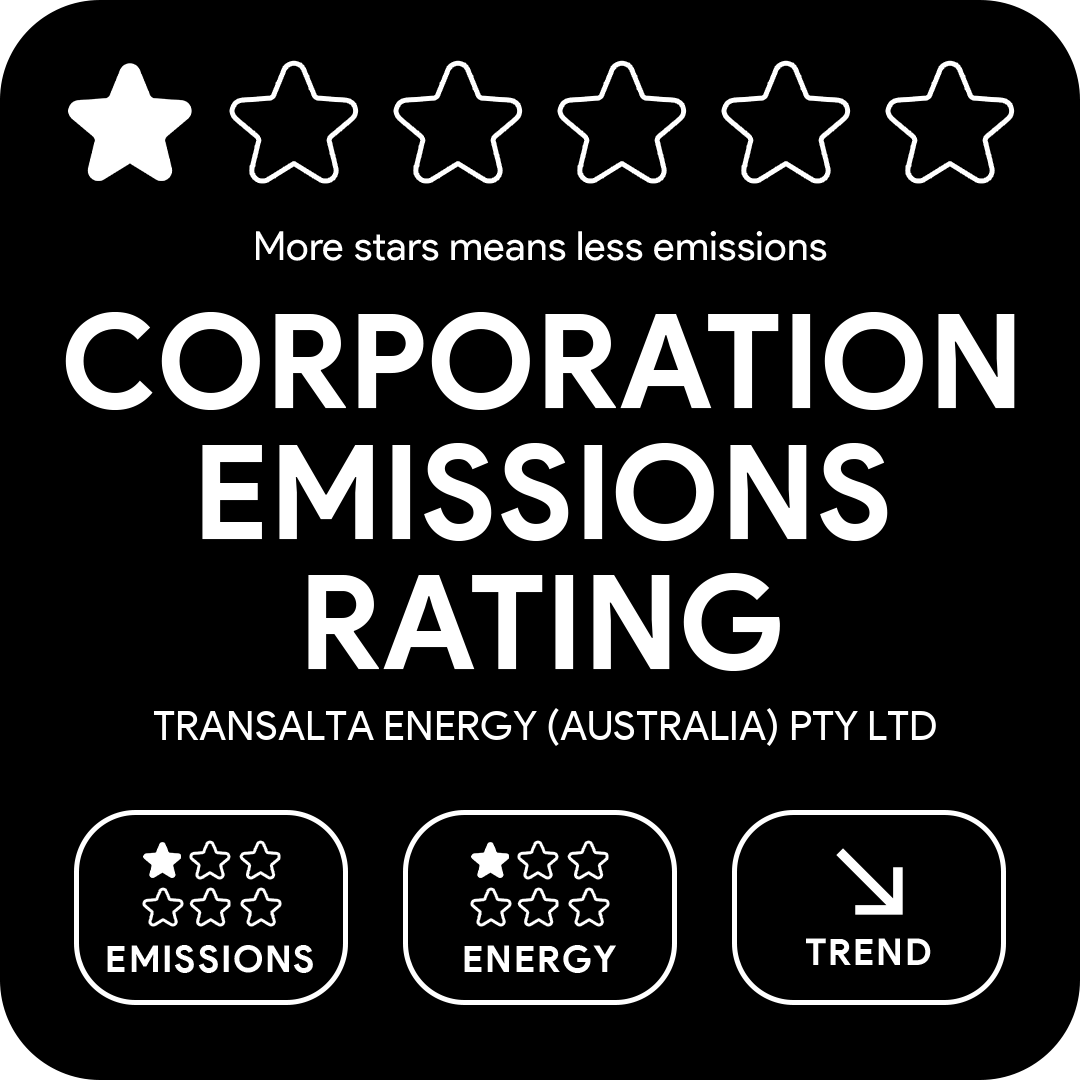 More stars means less emissions
CORPORATION
EMISSIONS
RATING
TRANSALTA ENERGY (AUSTRALIA) PTY LTD
EMISSIONS
ENERGY
TREND